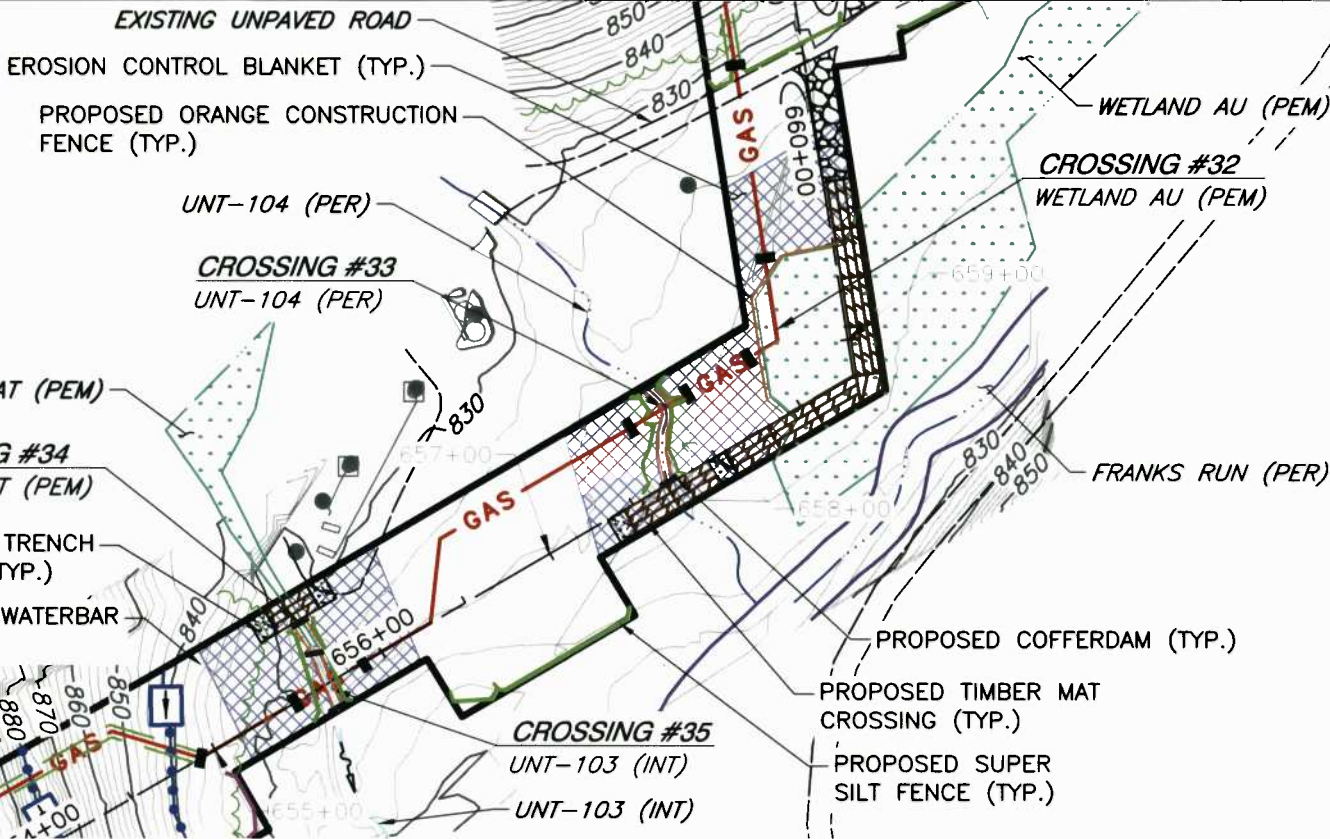 EXISTING UNPAVED ROAD
EROSION CONTROL BLANKET (TYP.)
PROPOSED ORANGE CONSTRUCTION
FENCE (TYP.)
UNT-104 (PER)
CROSSING #33
UNT-104 (PER)
AT (PEM)
G #34
T (PEM)
TRENCH
TYP.)
WATERBAR
850
840
830
GAS
660+00
WETLAND AU (PEM)
CROSSING #32
WETLAND AU (PEM)
659+00
GAS
830
657+00
GAS
658+00
830
840
850
FRANKS RUN (PER)
840
656+00
PROPOSED COFFERDAM (TYP.)
PROPOSED TIMBER MAT
CROSSING (TYP.)
PROPOSED SUPER
SILT FENCE (TYP.)
CROSSING #35
UNT-103 (INT)
UNT-103 (INT)
880
870
860
850
GAS
655+00
4+00